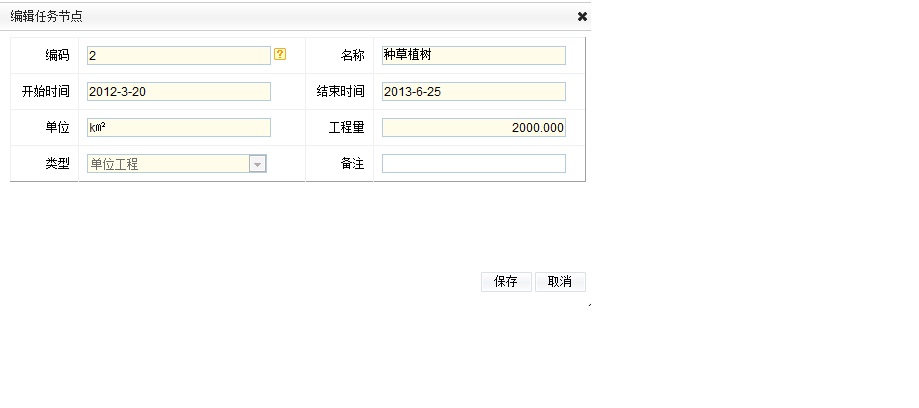 编辑任务节点
编码 2 ? 名称 种草植树
开始时间 2012-3-20 结束时间 2013-6-25
单位 k㎡ 工程量 2000.000
类型 单位工程 备注
保存 取消